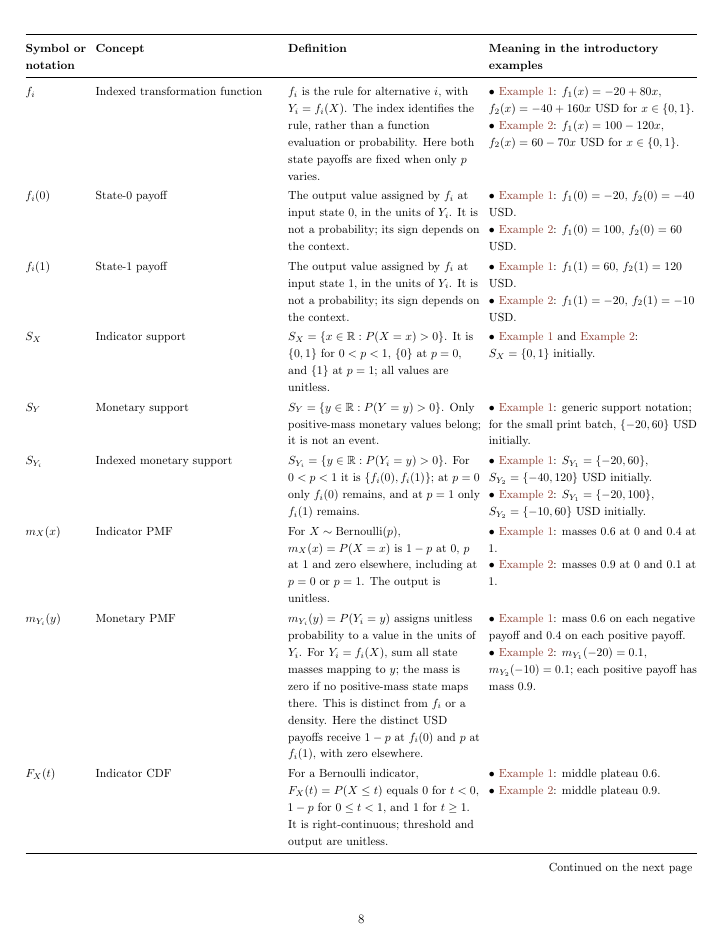 Symbol or notation | Concept | Definition | Meaning in the introductory examples
f_i | Indexed transformation function | f_i is the rule for alternative i, with
Y_i = f_i(X). The index identifies the
rule, rather than a function
evaluation or probability. Here both
state payoffs are fixed when only p
varies.
• Example 1: f_1(x) = −20 + 80x,
f_2(x) = −40 + 160x USD for x ∈ {0, 1}.
• Example 2: f_1(x) = 100 − 120x,
f_2(x) = 60 − 70x USD for x ∈ {0, 1}.
f_i(0) | State-0 payoff | The output value assigned by f_i at
input state 0, in the units of Y_i. It is
not a probability; its sign depends on
the context.
• Example 1: f_1(0) = −20, f_2(0) = −40
USD.
• Example 2: f_1(0) = 100, f_2(0) = 60
USD.
f_i(1) | State-1 payoff | The output value assigned by f_i at
input state 1, in the units of Y_i. It is
not a probability; its sign depends on
the context.
• Example 1: f_1(1) = 60, f_2(1) = 120
USD.
• Example 2: f_1(1) = −20, f_2(1) = −10
USD.
S_X | Indicator support | S_X = {x ∈ ℝ : P(X = x) > 0}. It is
{0, 1} for 0 < p < 1, {0} at p = 0,
and {1} at p = 1; all values are
unitless.
• Example 1 and Example 2:
S_X = {0, 1} initially.
S_Y | Monetary support | S_Y = {y ∈ ℝ : P(Y = y) > 0}. Only
positive-mass monetary values belong;
it is not an event.
• Example 1: generic support notation;
for the small print batch, {−20, 60} USD
initially.
S_{Y_i} | Indexed monetary support | S_{Y_i} = {y ∈ ℝ : P(Y_i = y) > 0}. For
0 < p < 1 it is {f_i(0), f_i(1)}; at p = 0
only f_i(0) remains, and at p = 1 only
f_i(1) remains.
• Example 1: S_{Y_1} = {−20, 60},
S_{Y_2} = {−40, 120} USD initially.
• Example 2: S_{Y_1} = {−20, 100},
S_{Y_2} = {−10, 60} USD initially.
m_X(x) | Indicator PMF | For X ∼ Bernoulli(p),
m_X(x) = P(X = x) is 1 − p at 0, p
at 1 and zero elsewhere, including at
p = 0 or p = 1. The output is
unitless.
• Example 1: masses 0.6 at 0 and 0.4 at
1.
• Example 2: masses 0.9 at 0 and 0.1 at
1.
m_{Y_i}(y) | Monetary PMF | m_{Y_i}(y) = P(Y_i = y) assigns unitless
probability to a value in the units of
Y_i. For Y_i = f_i(X), sum all state
masses mapping to y; the mass is
zero if no positive-mass state maps
there. This is distinct from f_i or a
density. Here the distinct USD
payoffs receive 1 − p at f_i(0) and p at
f_i(1), with zero elsewhere.
• Example 1: mass 0.6 on each negative
payoff and 0.4 on each positive payoff.
• Example 2: m_{Y_1}(−20) = 0.1,
m_{Y_2}(−10) = 0.1; each positive payoff has
mass 0.9.
F_X(t) | Indicator CDF | For a Bernoulli indicator,
F_X(t) = P(X ≤ t) equals 0 for t < 0,
1 − p for 0 ≤ t < 1, and 1 for t ≥ 1.
It is right-continuous; threshold and
output are unitless.
• Example 1: middle plateau 0.6.
• Example 2: middle plateau 0.9.
Continued on the next page
8